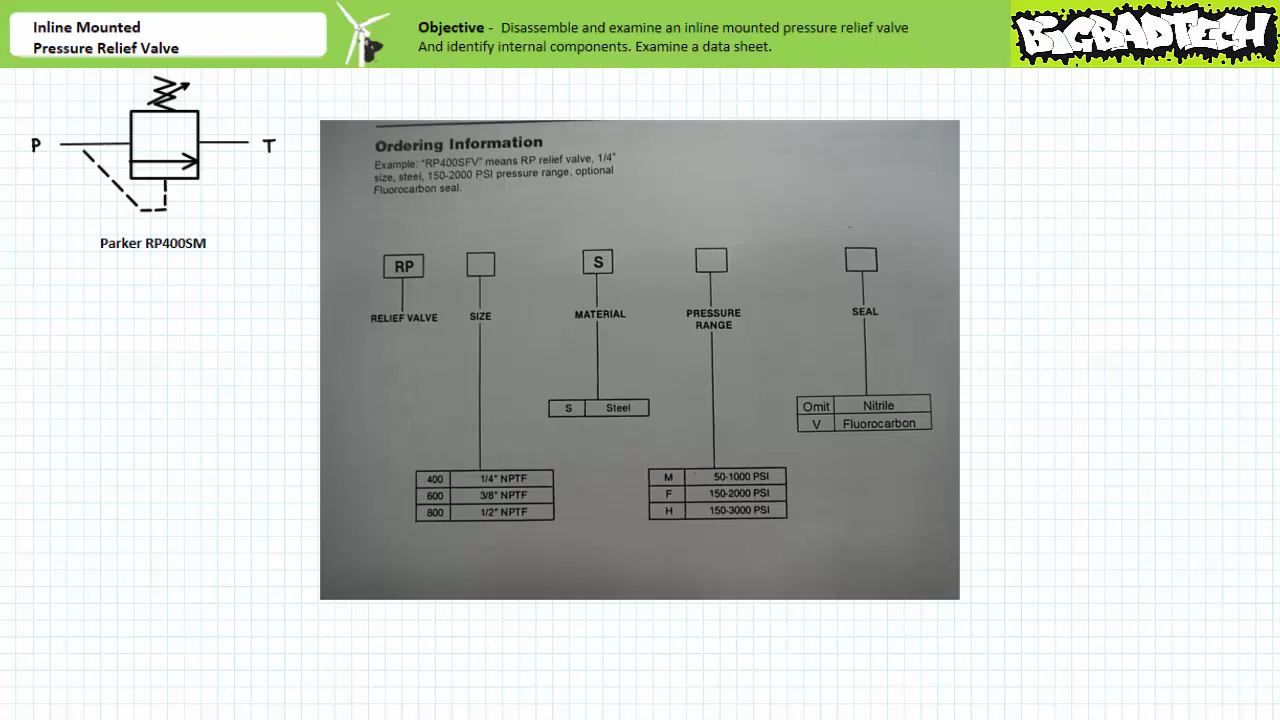 Inline Mounted
Pressure Relief Valve
Objective - Disassemble and examine an inline mounted pressure relief valve
And identify internal components. Examine a data sheet.
BIGBADTECH
P
T
Parker RP400SM
Ordering Information
Example: "RP400SFV" means RP relief valve, 1/4"
size, steel, 150-2000 PSI pressure range, optional
Fluorocarbon seal.
RP
S
RELIEF VALVE
SIZE
MATERIAL
PRESSURE
RANGE
SEAL
S Steel
Omit Nitrile
V Fluorocarbon
400 1/4" NPTF
600 3/8" NPTF
800 1/2" NPTF
M 50-1000 PSI
F 150-2000 PSI
H 150-3000 PSI